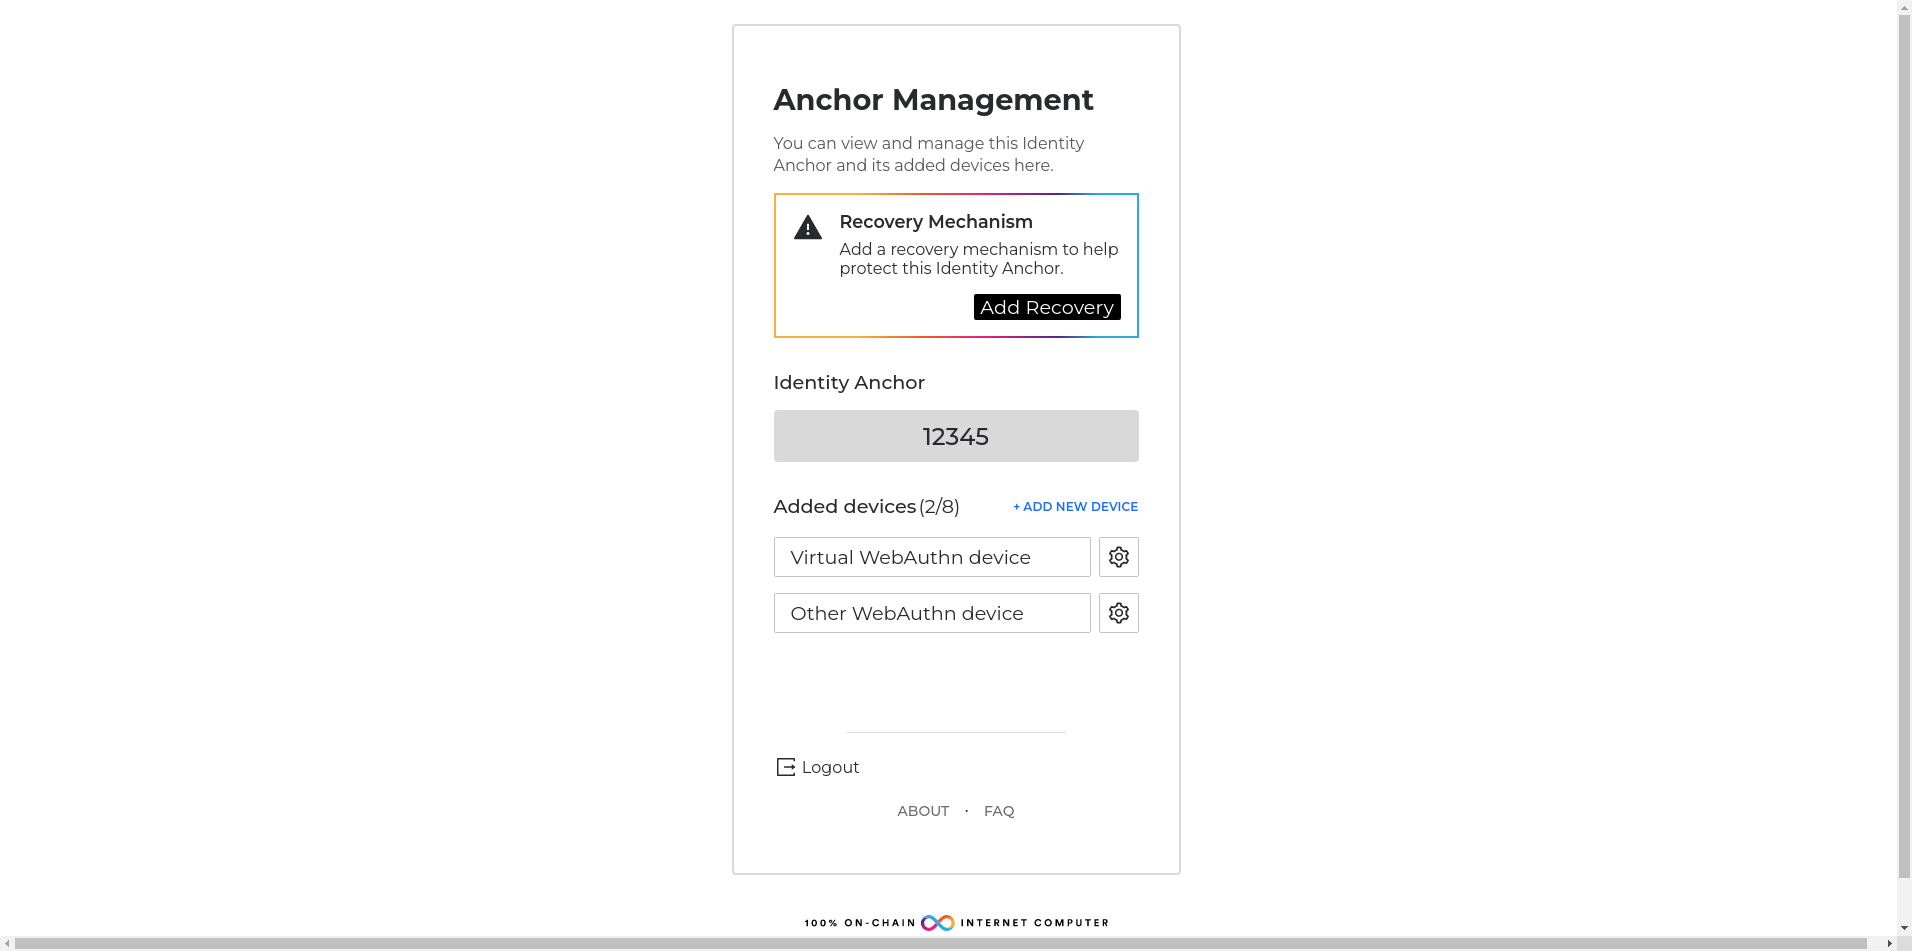 Anchor Management
You can view and manage this Identity
Anchor and its added devices here.
Recovery Mechanism
Add a recovery mechanism to help
protect this Identity Anchor.
Add Recovery
Identity Anchor
12345
Added devices (2/8)
+ ADD NEW DEVICE
Virtual WebAuthn device
Other WebAuthn device
Logout
ABOUT · FAQ
100% ON-CHAIN INTERNET COMPUTER